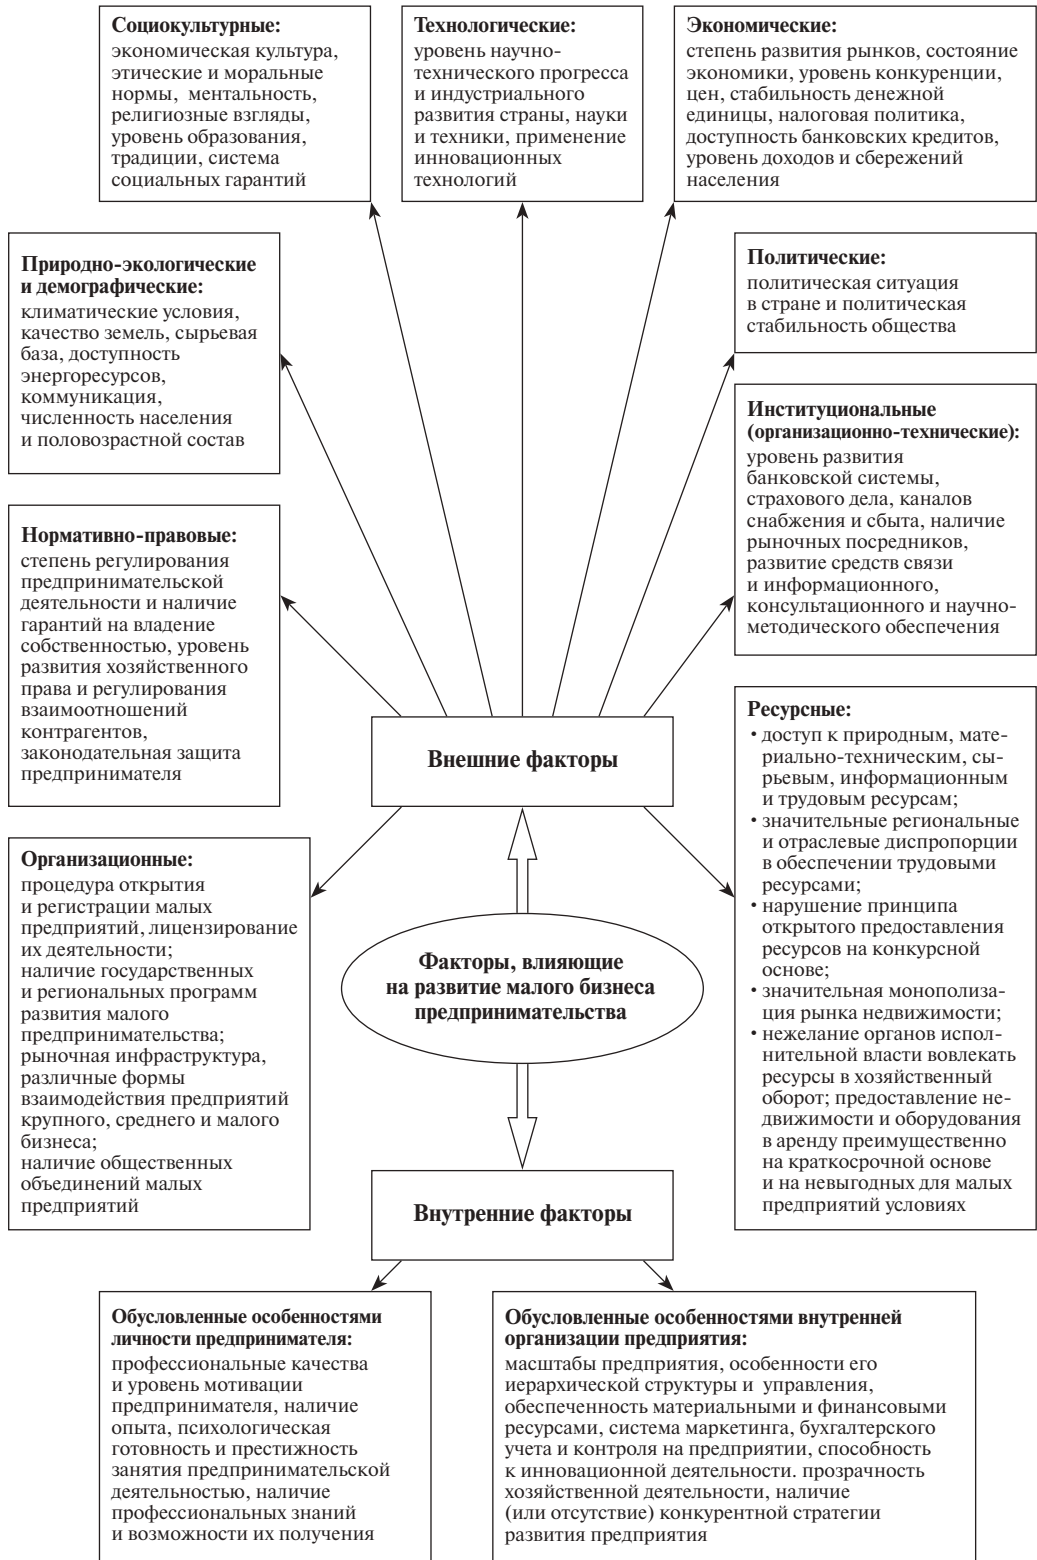 Социокультурные:
экономическая культура,
этические и моральные
нормы, ментальность,
религиозные взгляды,
уровень образования,
традиции, система
социальных гарантий
Технологические:
уровень научно-
технического прогресса
и индустриального
развития страны, науки
и техники, применение
инновационных
технологий
Экономические:
степень развития рынков, состояние
экономики, уровень конкуренции,
цен, стабильность денежной
единицы, налоговая политика,
доступность банковских кредитов,
уровень доходов и сбережений
населения
Природно-экологические
и демографические:
климатические условия,
качество земель, сырьевая
база, доступность
энергоресурсов,
коммуникация,
численность населения
и половозрастной состав
Политические:
политическая ситуация
в стране и политическая
стабильность общества
Институциональные
(организационно-технические):
уровень развития
банковской системы,
страхового дела, каналов
снабжения и сбыта, наличие
рыночных посредников,
развитие средств связи
и информационного,
консультационного и научно-
методического обеспечения
Нормативно-правовые:
степень регулирования
предпринимательской
деятельности и наличие
гарантий на владение
собственностью, уровень
развития хозяйственного
права и регулирования
взаимоотношений
контрагентов,
законодательная защита
предпринимателя
Внешние факторы
Ресурсные:
• доступ к природным, мате-
риально-техническим, сы-
рьевым, информационным
и трудовым ресурсам;
• значительные региональные
и отраслевые диспропорции
в обеспечении трудовыми
ресурсами;
• нарушение принципа
открытого предоставления
ресурсов на конкурсной
основе;
• значительная монополиза-
ция рынка недвижимости;
• нежелание органов испол-
нительной власти вовлекать
ресурсы в хозяйственный
оборот; предоставление не-
движимости и оборудования
в аренду преимущественно
на краткосрочной основе
и на невыгодных для малых
предприятий условиях
Организационные:
процедура открытия
и регистрации малых
предприятий, лицензирование
их деятельности;
наличие государственных
и региональных программ
развития малого
предпринимательства;
рыночная инфраструктура,
различные формы
взаимодействия предприятий
крупного, среднего и малого
бизнеса;
наличие общественных
объединений малых
предприятий
Факторы, влияющие
на развитие малого бизнеса
предпринимательства
Внутренние факторы
Обусловленные особенностями
личности предпринимателя:
профессиональные качества
и уровень мотивации
предпринимателя, наличие
опыта, психологическая
готовность и престижность
занятия предпринимательской
деятельностью, наличие
профессиональных знаний
и возможности их получения
Обусловленные особенностями внутренней
организации предприятия:
масштабы предприятия, особенности его
иерархической структуры и управления,
обеспеченность материальными и финансовыми
ресурсами, система маркетинга, бухгалтерского
учета и контроля на предприятии, способность
к инновационной деятельности. прозрачность
хозяйственной деятельности, наличие
(или отсутствие) конкурентной стратегии
развития предприятия